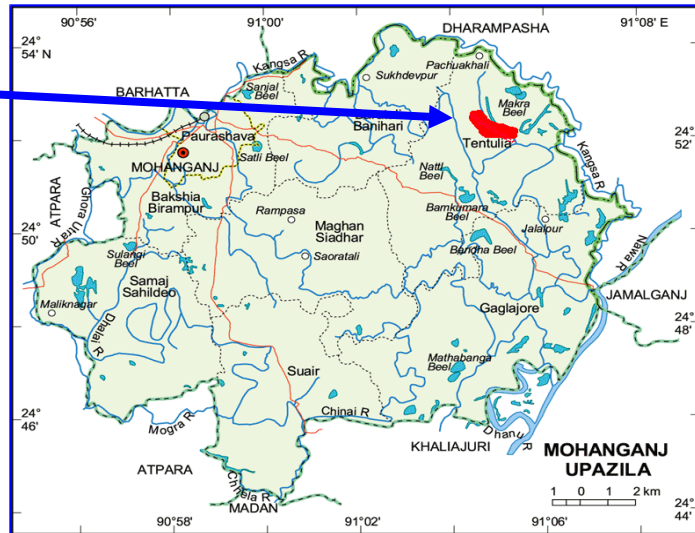 90°56'
91°00'
91°08' E
24°
54' N
DHARAMPASHA
Kangsa R
Pachuakhali
Sukhdevpur
Sanjal
Beel
BARHATTA
Makra
Beel
Banihari
Paurashava
Tentulia
24°
52'
Satli Beel
MOHANGANJ
Nattl
Beel
Kangsa R
ATPARA
Ghora Utra R
Bakshia
Birampur
Bamkumara
Beel
Rampasa
Maghan
Siadhar
Jalalpur
24°
50'
Nawa R
Sulangi
Beel
Saoratali
Bandha Beel
Samaj
Sahildeo
JAMALGANJ
Maliknagar
Gaglajore
24°
48'
Dhalai R
Mathabanga
Beel
Suair
24°
46'
Mogra R
Chinai R
Dhanu R
KHALIAJURI
MOHANGANJ
UPAZILA
ATPARA
Chhela R
MADAN
1 0 1 2 km
24°
44'
90°58'
91°02'
91°06'